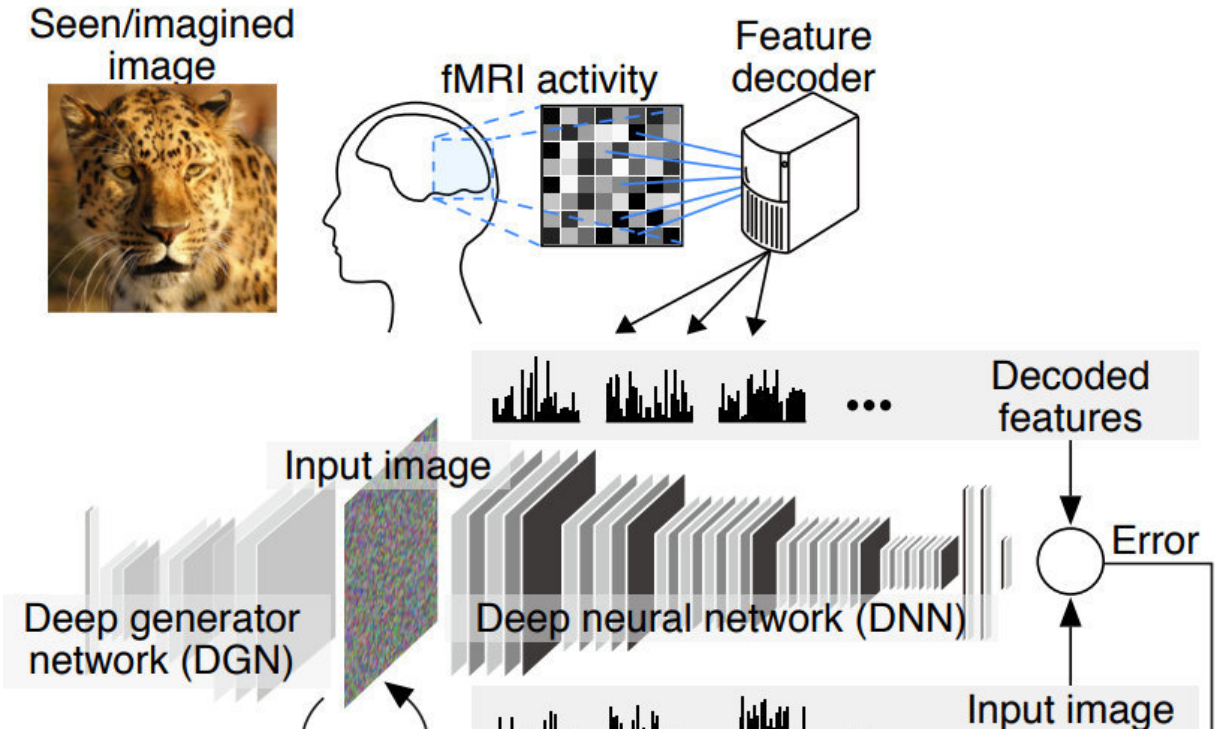 Seen/imagined
image
fMRI activity
Feature
decoder
Decoded
features
Input image
Error
Deep generator
network (DGN)
Deep neural network (DNN)
Input image